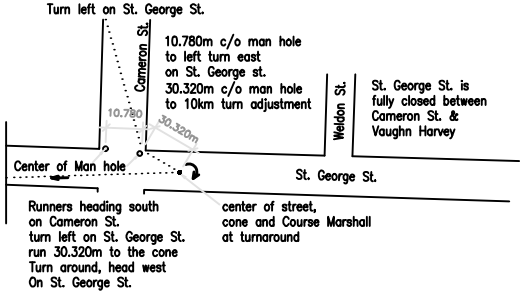 Turn left on St. George St.
Cameron St.
10.780m c/o man hole
to left turn east
on St. George st.
30.320m c/o man hole
to 10km turn adjustment
Weldon St.
St. George St. is
fully closed between
Cameron St. &
Vaughn Harvey
10.780
30.320m
Center of Man hole
St. George St.
Runners heading south
on Cameron St.
turn left on St. George St.
run 30.320m to the cone
Turn around, head west
On St. George St.
center of street,
cone and Course Marshall
at turnaround